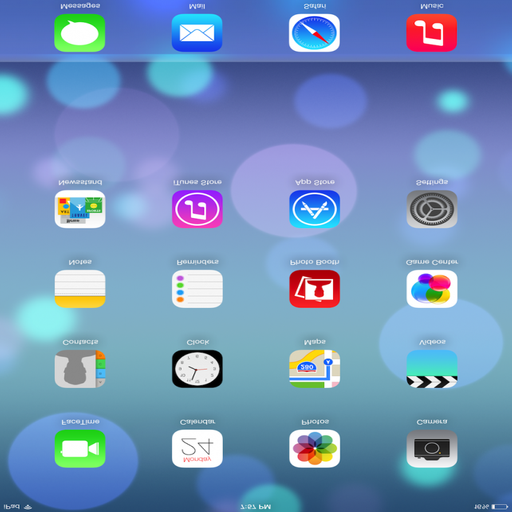 iPad 7:57 PM 16%
Monday
24
FaceTime Calendar Photos Camera
280
Contacts Clock Maps Videos
Notes Reminders Photo Booth Game Center
Newsstand iTunes Store App Store Settings
Messages Mail Safari Music